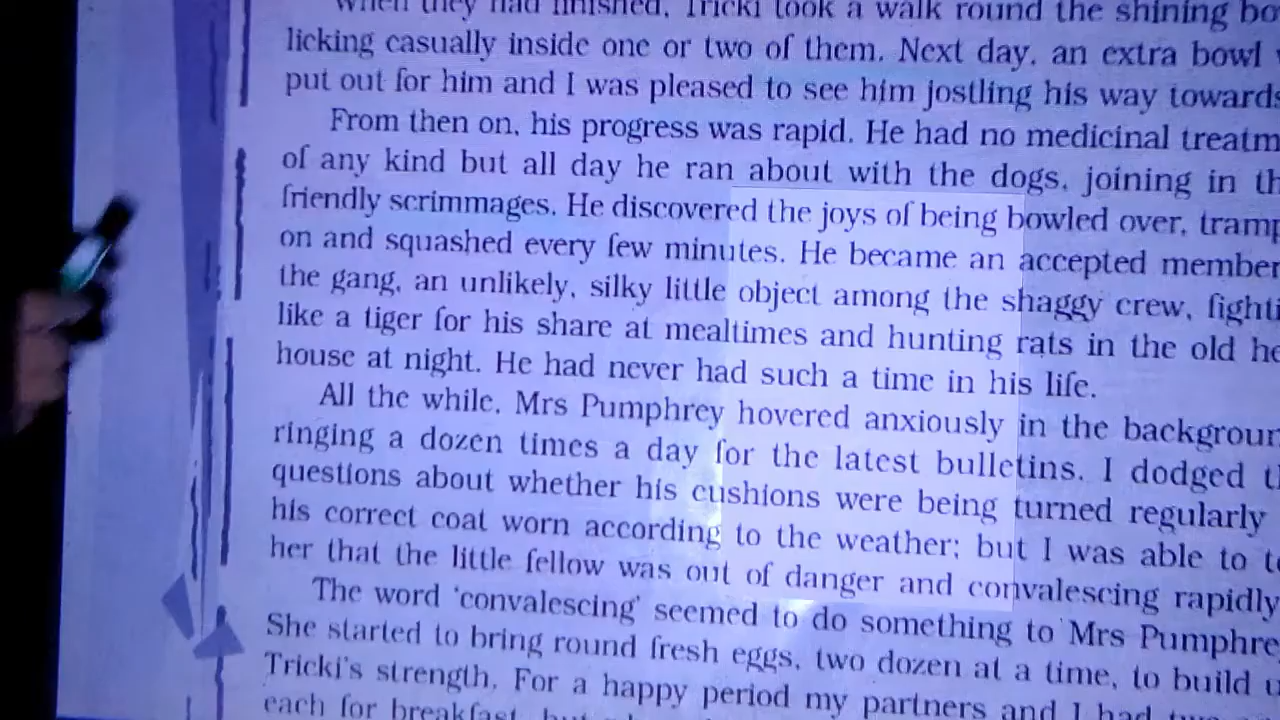 When they had finished, Tricki took a walk round the shining
licking casually inside one or two of them. Next day, an extra bowl
put out for him and I was pleased to see him jostling his way towards
From then on, his progress was rapid. He had no medicinal
of any kind but all day he ran about with the dogs, joining in
friendly scrimmages. He discovered the joys of being bowled over,
on and squashed every few minutes. He became an accepted member
the gang, an unlikely, silky little object among the shaggy crew,
like a tiger for his share at mealtimes and hunting rats in the old
house at night. He had never had such a time in his life.
All the while, Mrs Pumphrey hovered anxiously in the
ringing a dozen times a day for the latest bulletins. I dodged
questions about whether his cushions were being turned regularly
his correct coat worn according to the weather; but I was able to
her that the little fellow was out of danger and convalescing rapidly
The word ‘convalescing’ seemed to do something to Mrs
She started to bring round fresh eggs, two dozen at a time, to build
Tricki's strength. For a happy period my partners and I had
each for breakfast,